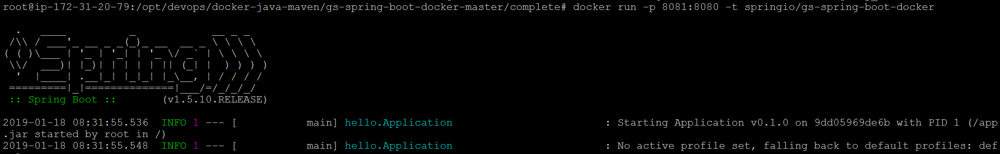 root@ip-172-31-20-79:/opt/devops/docker-java-maven/gs-spring-boot-docker-master/complete# docker run -p 8081:8080 -t springio/gs-spring-boot-docker
  .   ____          _            __ _ _
 /\\ / ___'_ __ _ _(_)_ __  __ _ \ \ \ \
( ( )\___ | '_ | '_| | '_ \/ _` | \ \ \ \
 \\/  ___)| |_)| | | | | || (_| |  ) ) ) )
  '  |____| .__|_| |_|_| |_\__, | / / / /
 =========|_|==============|___/=/_/_/_/
 :: Spring Boot ::       (v1.5.10.RELEASE)
2019-01-18 08:31:55.536  INFO 1 --- [           main] hello.Application                        : Starting Application v0.1.0 on 9dd05969de6b with PID 1 (/app
.jar started by root in /)
2019-01-18 08:31:55.548  INFO 1 --- [           main] hello.Application                        : No active profile set, falling back to default profiles: def